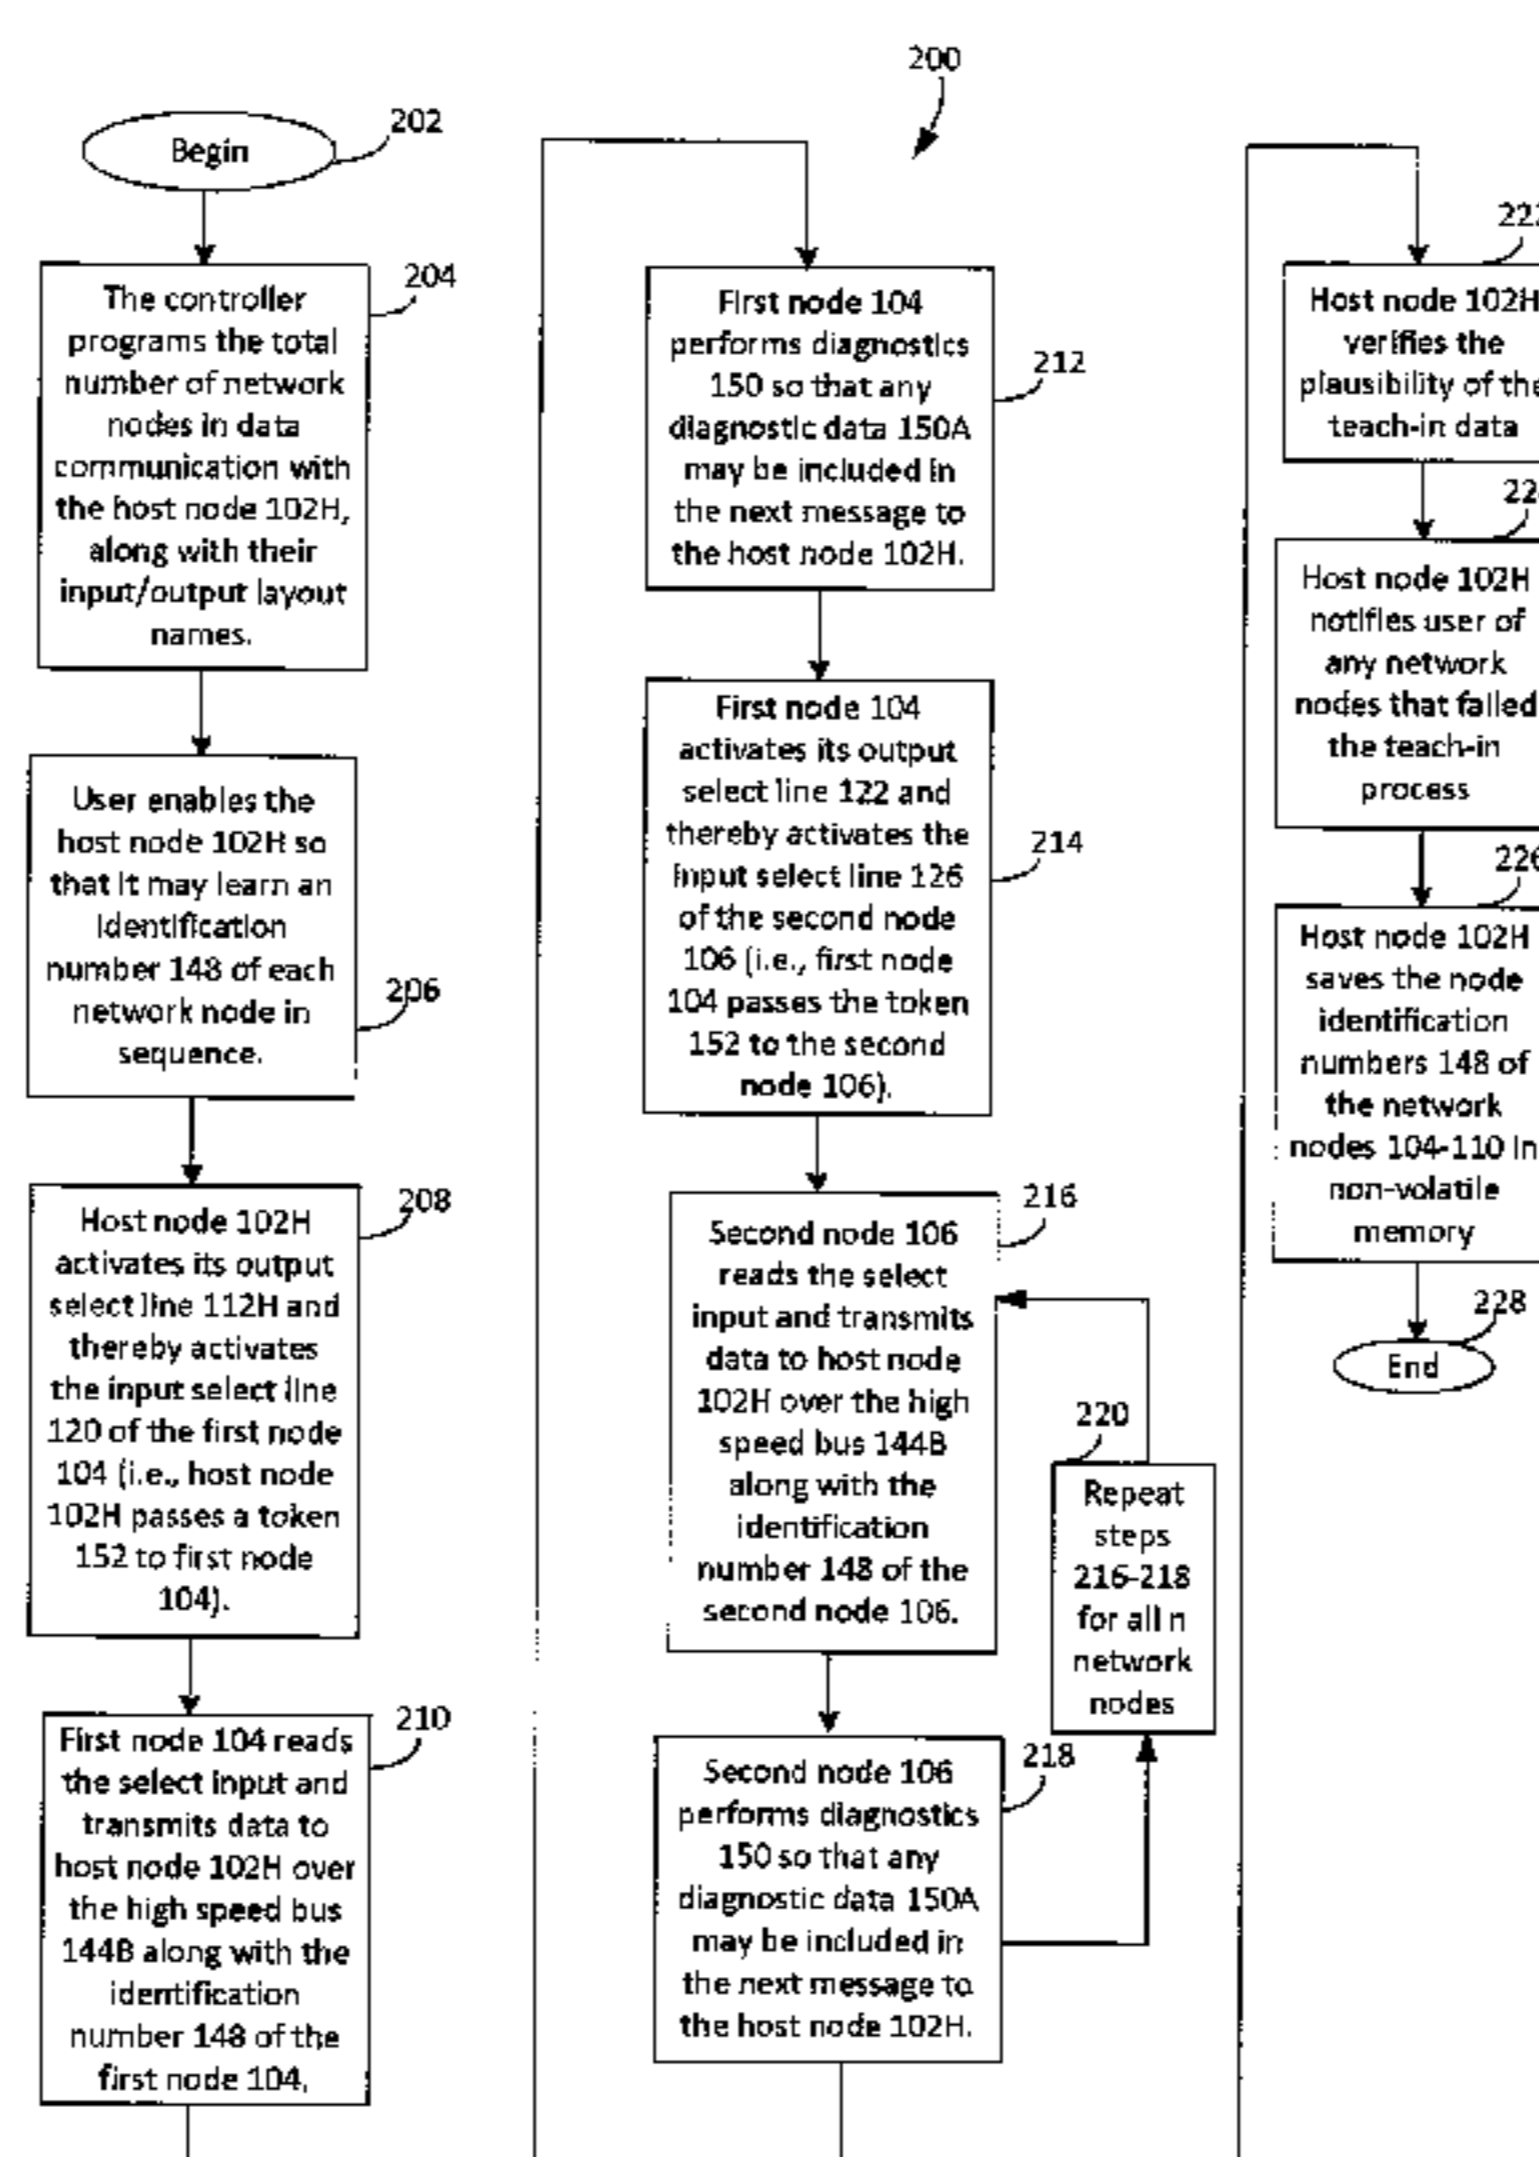 200
202
Begin
204
The controller
programs the total
number of network
nodes in data
communication with
the host node 102H,
along with their
input/output layout
names.
User enables the
host node 102H so
that it may learn an
identification
number 148 of each
network node in
sequence.
206
208
Host node 102H
activates its output
select line 112H and
thereby activates
the input select line
120 of the first node
104 (i.e., host node
102H passes a token
152 to first node
104).
210
First node 104 reads
the select input and
transmits data to
host node 102H over
the high speed bus
144B along with the
identification
number 148 of the
first node 104.
First node 104
performs diagnostics
150 so that any
diagnostic data 150A
may be included in
the next message to
the host node 102H.
212
First node 104
activates its output
select line 122 and
thereby activates the
input select line 126
of the second node
106 (i.e., first node
104 passes the token
152 to the second
node 106).
214
216
Second node 106
reads the select
input and transmits
data to host node
102H over the high
speed bus 144B
along with the
identification
number 148 of the
second node 106.
218
Second node 106
performs diagnostics
150 so that any
diagnostic data 150A
may be included in
the next message to
the host node 102H.
220
Repeat
steps
216-218
for all n
network
nodes
222
Host node 102H
verifies the
plausibility of the
teach-in data
22
Host node 102H
notifies user of
any network
nodes that failed
the teach-in
process
226
Host node 102H
saves the node
identification
numbers 148 of
the network
nodes 104-110 in
non-volatile
memory
228
End